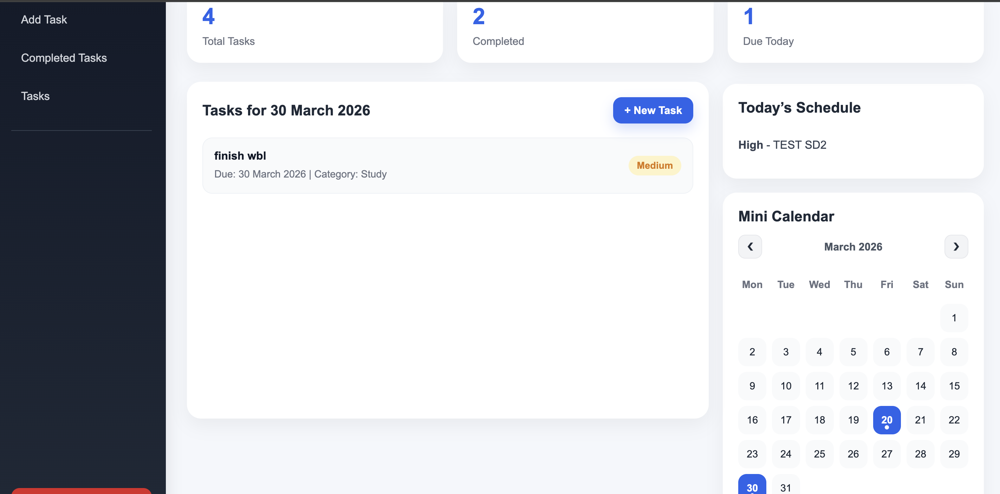 Add Task
Completed Tasks
Tasks
4
Total Tasks
2
Completed
1
Due Today
Tasks for 30 March 2026
+ New Task
finish wbl
Due: 30 March 2026 | Category: Study
Medium
Today’s Schedule
High - TEST SD2
Mini Calendar
❮ March 2026 ❯
Mon Tue Wed Thu Fri Sat Sun
1
2 3 4 5 6 7 8
9 10 11 12 13 14 15
16 17 18 19 20 21 22
23 24 25 26 27 28 29
30 31